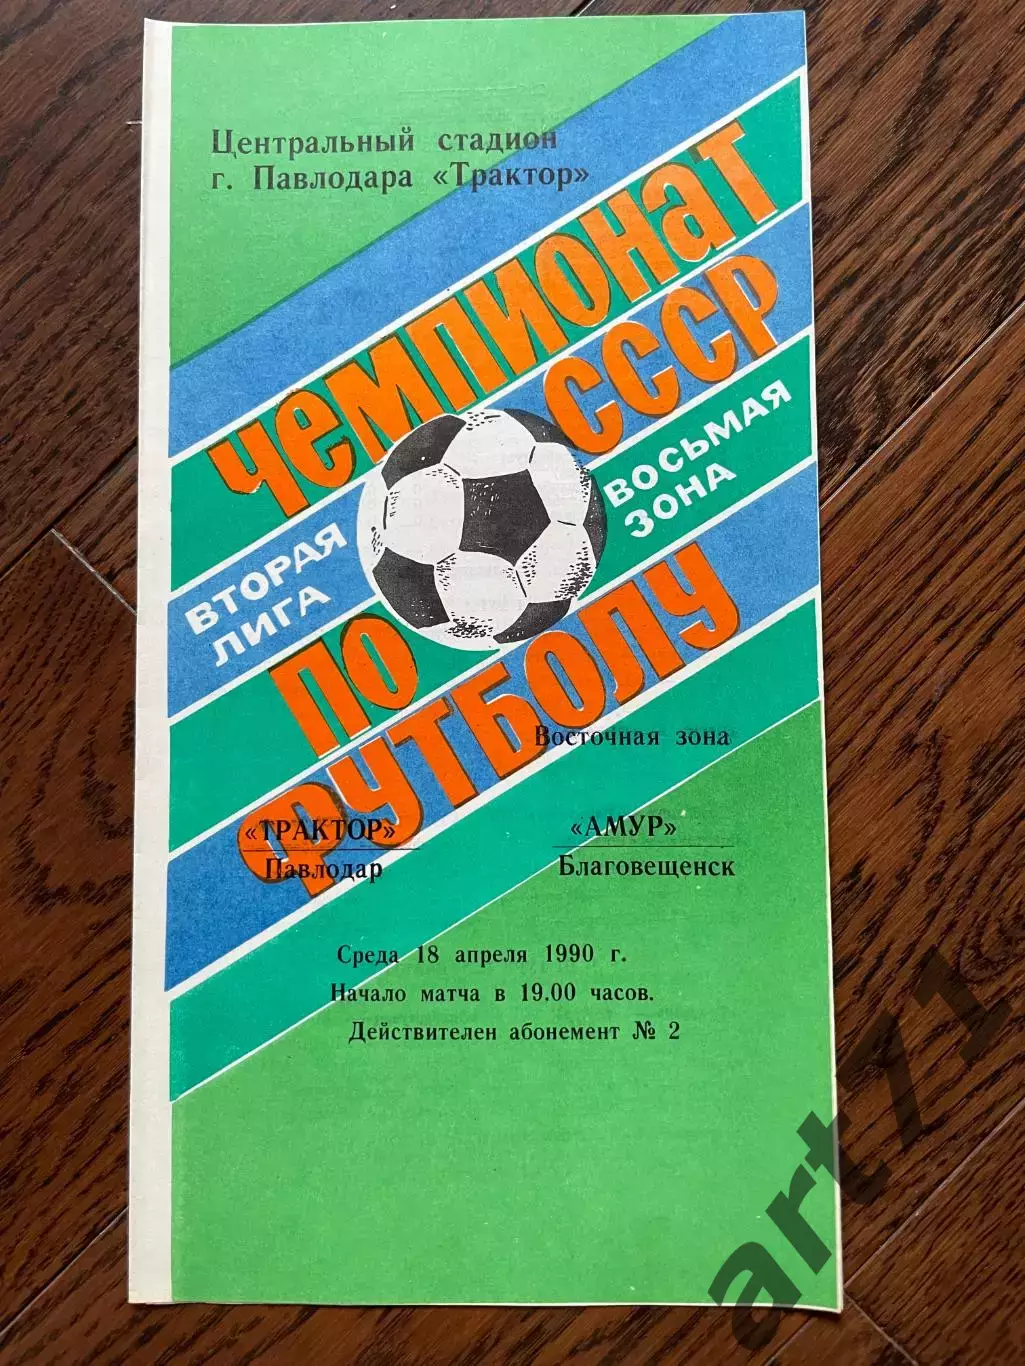 Центральный стадион
г. Павлодара «Трактор»
Чемпионат
СССР
ВТОРАЯ
ЛИГА
ВОСЬМАЯ
ЗОНА
ПО
ФУТБОЛУ
Восточная зона
«ТРАКТОР»
Павлодар
«АМУР»
Благовещенск
Среда 18 апреля 1990 г.
Начало матча в 19.00 часов.
Действителен абонемент № 2
art71